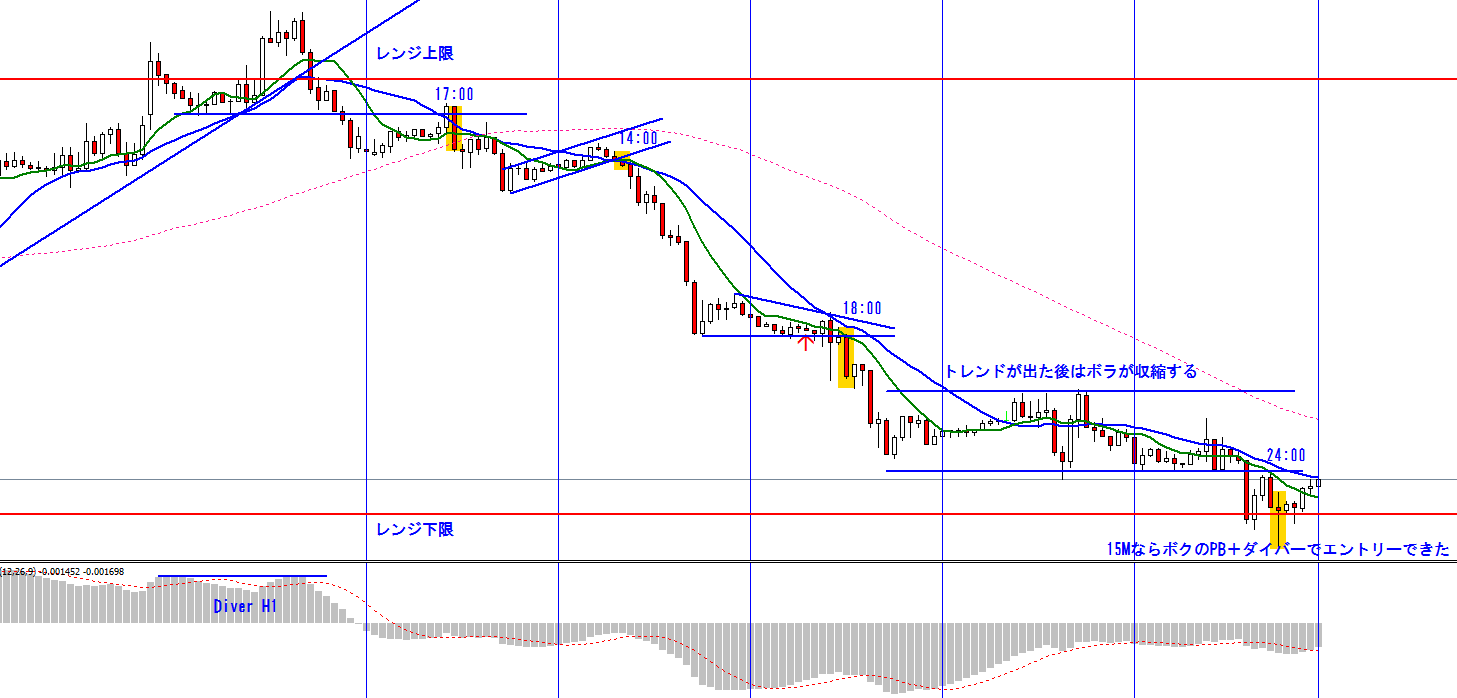 レンジ上限
17:00
14:00
18:00
トレンドが出た後はボラが収縮する
24:00
レンジ下限
15MならボクのPB＋ダイバーでエントリーできた
(12,26,9) -0.001452 -0.001698
Diver H1